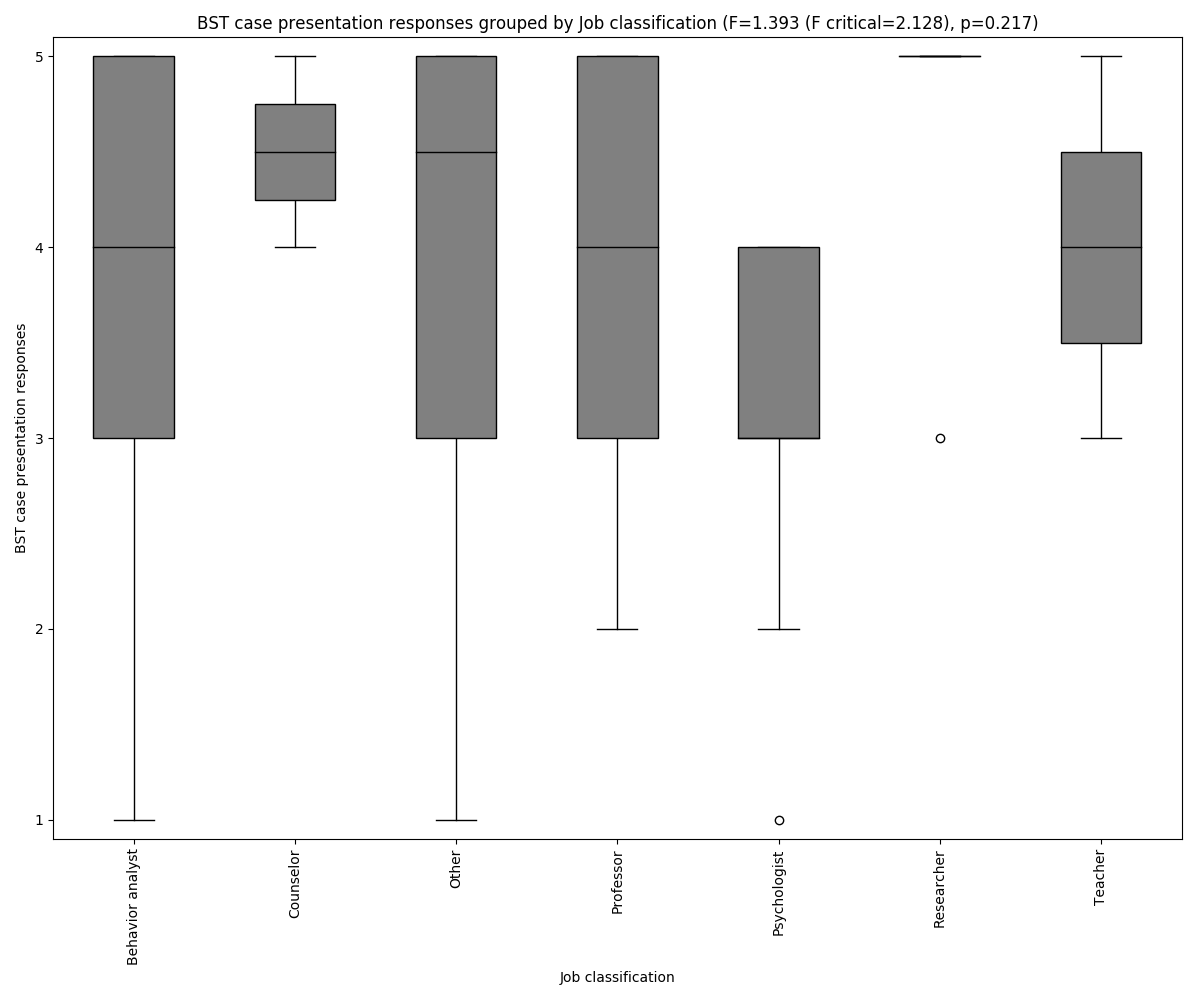 BST case presentation responses grouped by Job classification (F=1.393 (F critical=2.128), p=0.217)
BST case presentation responses
5
4
3
2
1
Behavior analyst
Counselor
Other
Professor
Psychologist
Researcher
Teacher
Job classification